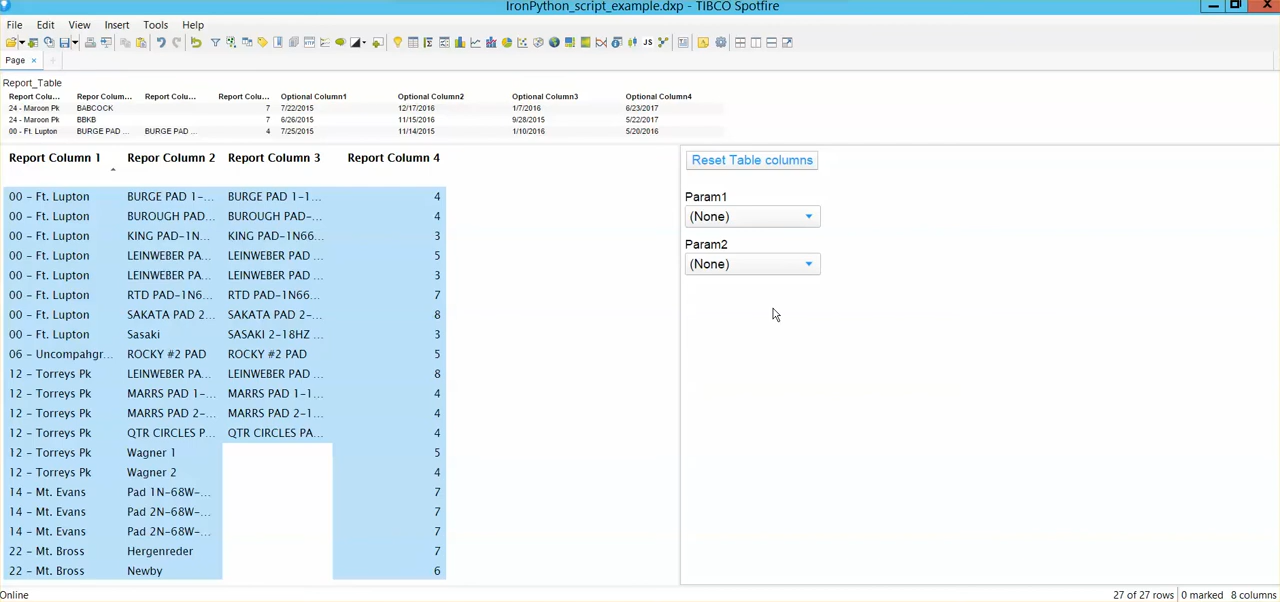 IronPython_script_example.dxp - TIBCO Spotfire
File Edit View Insert Tools Help
JS
Page × +
Report_Table
Report Colu... Repor Colum... Report Colu... Report Colu... Optional Column1 Optional Column2 Optional Column3 Optional Column4
24 - Maroon Pk BABCOCK 7 7/22/2015 12/17/2016 1/7/2016 6/23/2017
24 - Maroon Pk BBKB 7 6/26/2015 11/15/2016 9/28/2015 5/22/2017
00 - Ft. Lupton BURGE PAD ... BURGE PAD ... 4 7/25/2015 11/14/2015 1/10/2016 5/20/2016
Report Column 1 Repor Column 2 Report Column 3 Report Column 4
00 - Ft. Lupton BURGE PAD 1-... BURGE PAD 1-1... 4
00 - Ft. Lupton BUROUGH PAD... BUROUGH PAD-... 4
00 - Ft. Lupton KING PAD-1N... KING PAD-1N66... 3
00 - Ft. Lupton LEINWEBER PA... LEINWEBER PAD ... 5
00 - Ft. Lupton LEINWEBER PA... LEINWEBER PAD ... 3
00 - Ft. Lupton RTD PAD-1N6... RTD PAD-1N66... 7
00 - Ft. Lupton SAKATA PAD 2... SAKATA PAD 2-... 8
00 - Ft. Lupton Sasaki SASAKI 2-18HZ ... 3
06 - Uncompahgr... ROCKY #2 PAD ROCKY #2 PAD 5
12 - Torreys Pk LEINWEBER PA... LEINWEBER PAD ... 8
12 - Torreys Pk MARRS PAD 1-... MARRS PAD 1-1... 4
12 - Torreys Pk MARRS PAD 2-... MARRS PAD 2-1... 4
12 - Torreys Pk QTR CIRCLES P... QTR CIRCLES PA... 4
12 - Torreys Pk Wagner 1 5
12 - Torreys Pk Wagner 2 4
14 - Mt. Evans Pad 1N-68W-... 7
14 - Mt. Evans Pad 2N-68W-... 7
14 - Mt. Evans Pad 2N-68W-... 7
22 - Mt. Bross Hergenreder 7
22 - Mt. Bross Newby 6
Reset Table columns
Param1
(None)
Param2
(None)
Online 27 of 27 rows 0 marked 8 columns